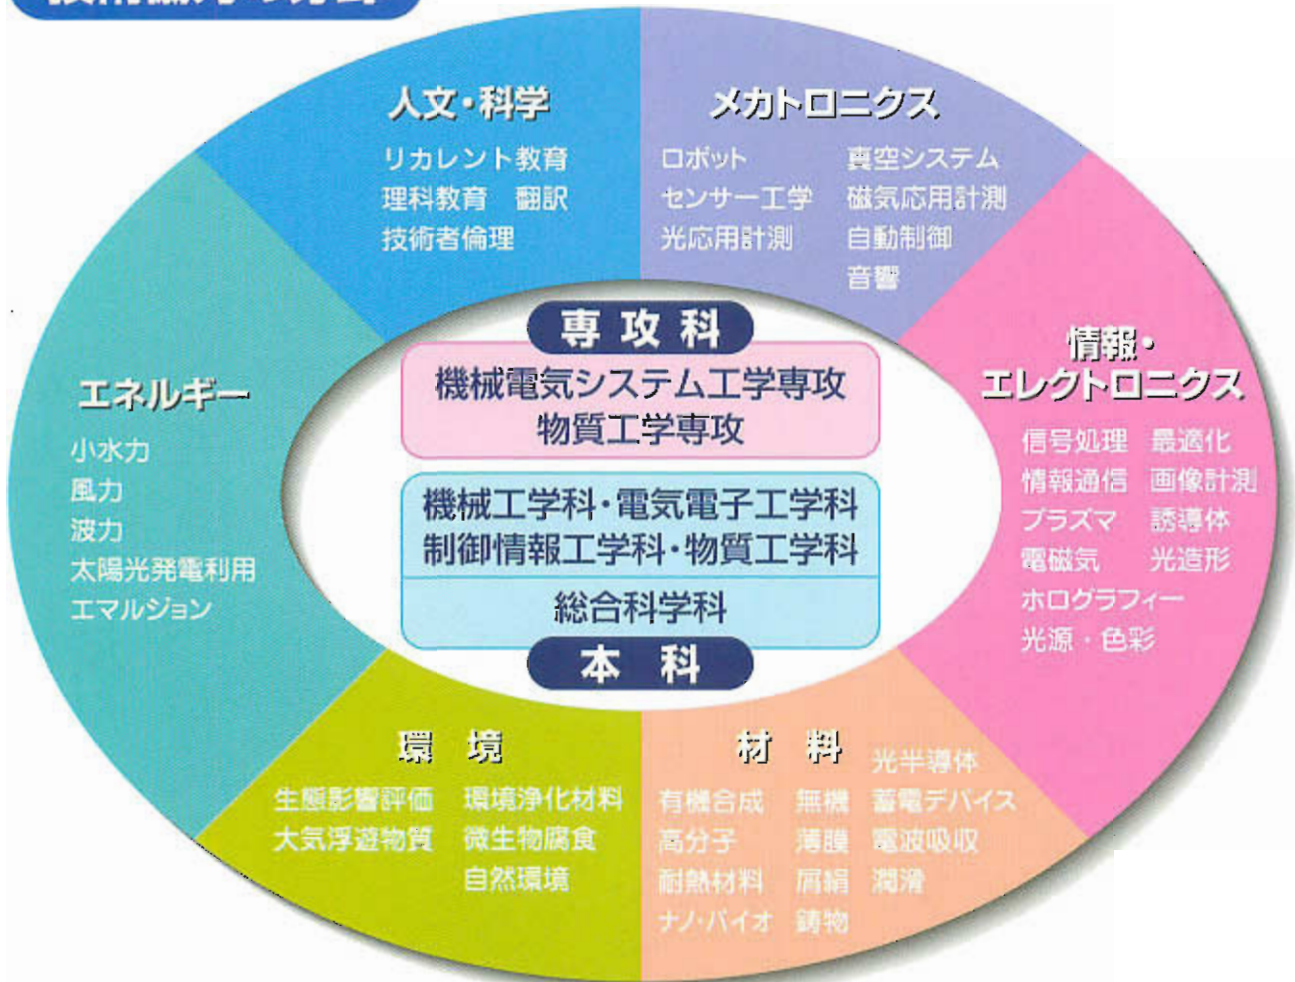 人文・科学
リカレント教育
理科教育 翻訳
技術者倫理
メカトロニクス
ロボット 真空システム
センサー工学 磁気応用計測
光応用計測 自動制御
音響
情報・
エレクトロニクス
信号処理 最適化
情報通信 画像計測
プラズマ 誘導体
電磁気 光造形
ホログラフィー
光源・色彩
エネルギー
小水力
風力
波力
太陽光発電利用
エマルジョン
専攻科
機械電気システム工学専攻
物質工学専攻
機械工学科・電気電子工学科
制御情報工学科・物質工学科
総合科学科
本科
環境
生態影響評価 環境浄化材料
大気浮遊物質 微生物腐食
自然環境
材料
光半導体
有機合成 無機 蓄電デバイス
高分子 薄膜 電波吸収
耐熱材料 屑絹 潤滑
ナノ・バイオ 鋳物